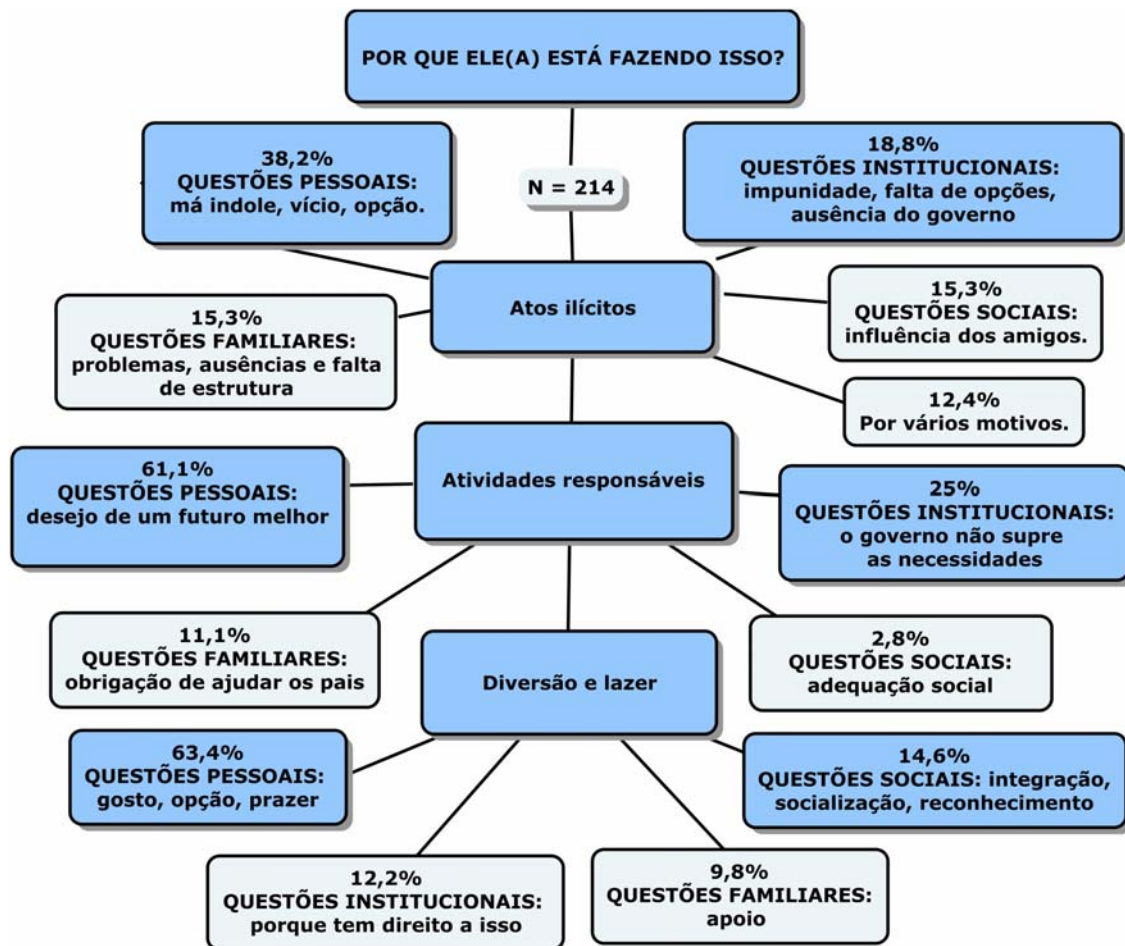 POR QUE ELE(A) ESTÁ FAZENDO ISSO?
38,2%
QUESTÕES PESSOAIS:
má indole, vício, opção.
N = 214
18,8%
QUESTÕES INSTITUCIONAIS:
impunidade, falta de opções,
ausência do governo
Atos ilícitos
15,3%
QUESTÕES FAMILIARES:
problemas, ausências e falta
de estrutura
15,3%
QUESTÕES SOCIAIS:
influência dos amigos.
12,4%
Por vários motivos.
61,1%
QUESTÕES PESSOAIS:
desejo de um futuro melhor
Atividades responsáveis
25%
QUESTÕES INSTITUCIONAIS:
o governo não supre
as necessidades
11,1%
QUESTÕES FAMILIARES:
obrigação de ajudar os pais
2,8%
QUESTÕES SOCIAIS:
adequação social
Diversão e lazer
63,4%
QUESTÕES PESSOAIS:
gosto, opção, prazer
14,6%
QUESTÕES SOCIAIS: integração,
socialização, reconhecimento
12,2%
QUESTÕES INSTITUCIONAIS:
porque tem direito a isso
9,8%
QUESTÕES FAMILIARES:
apoio